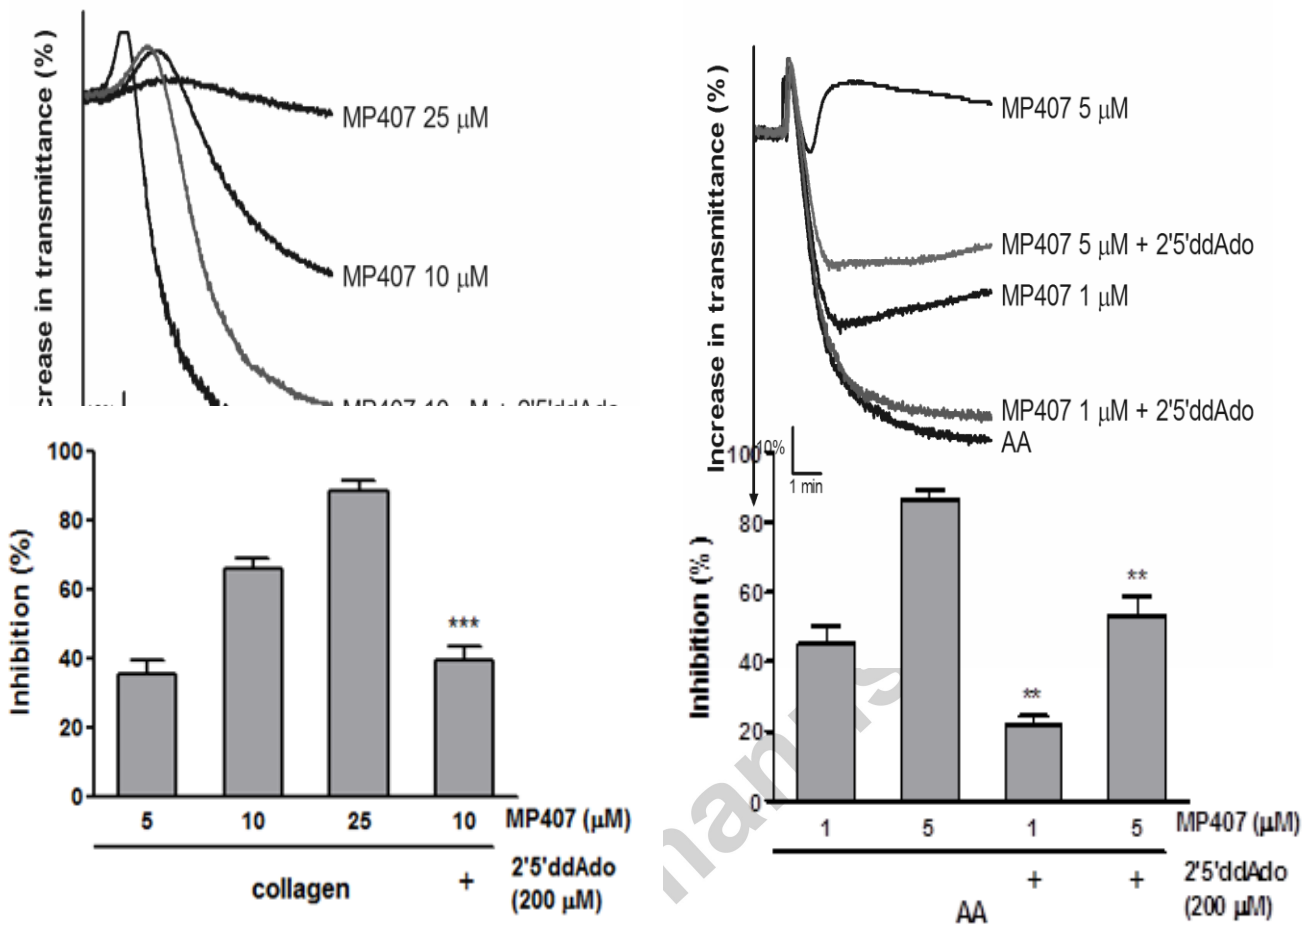 crease in transmittance (%)
MP407 25 μM
MP407 10 μM
Increase in transmittance (%)
MP407 5 μM
MP407 5 μM + 2'5'ddAdo
MP407 1 μM
MP407 1 μM + 2'5'ddAdo
AA
10%
1 min
Inhibition (%)
100
80
60
40
20
0
***
5 10 25 10 MP407 (μM)
+ 2'5'ddAdo
collagen (200 μM)
Inhibition (%)
100
80
60
40
20
0
**
**
1 5 1 5 MP407 (μM)
+ + 2'5'ddAdo
(200 μM)
AA